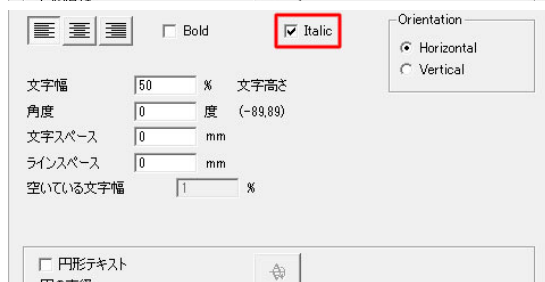 Bold
Italic
Orientation
Horizontal
Vertical
文字幅 50 % 文字高さ
角度 0 度 (-89,89)
文字スペース 0 mm
ラインスペース 0 mm
空いている文字幅 1 %
円形テキスト